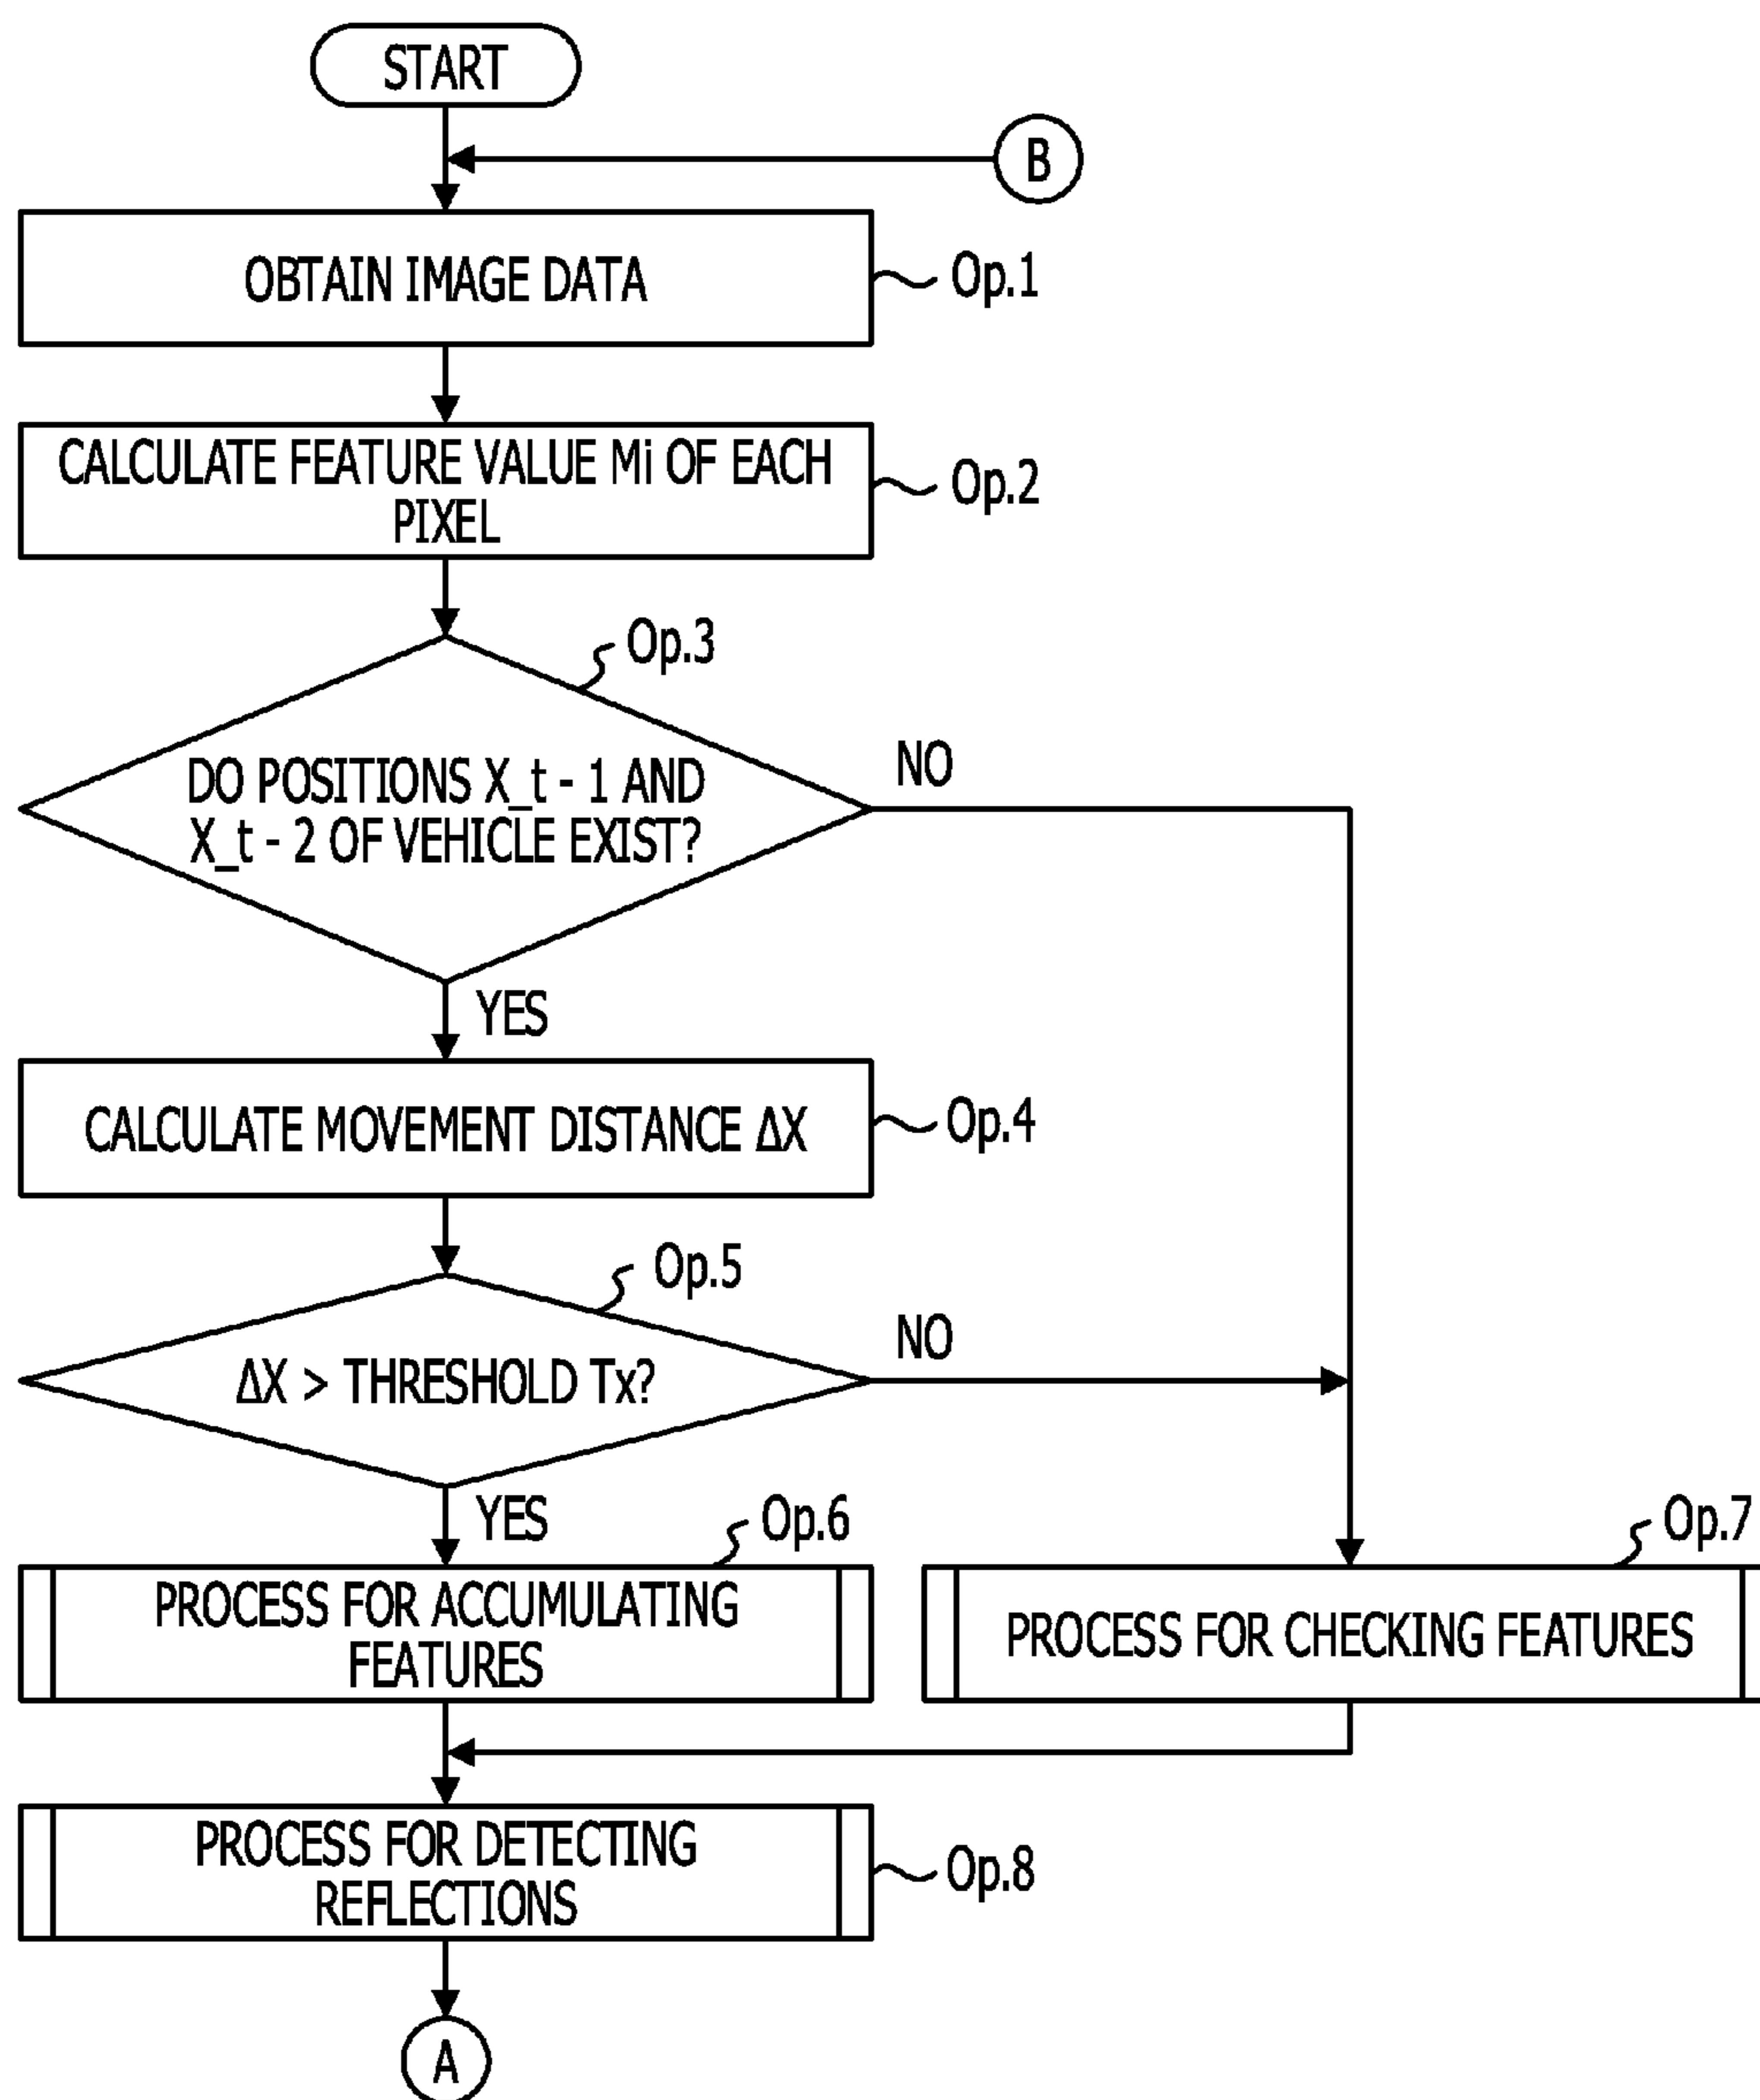 START
B
OBTAIN IMAGE DATA
Op.1
CALCULATE FEATURE VALUE Mi OF EACH
PIXEL
Op.2
Op.3
DO POSITIONS X_t - 1 AND
X_t - 2 OF VEHICLE EXIST?
NO
YES
CALCULATE MOVEMENT DISTANCE ΔX
Op.4
Op.5
ΔX > THRESHOLD Tx?
NO
YES
Op.6
PROCESS FOR ACCUMULATING
FEATURES
Op.7
PROCESS FOR CHECKING FEATURES
PROCESS FOR DETECTING
REFLECTIONS
Op.8
A